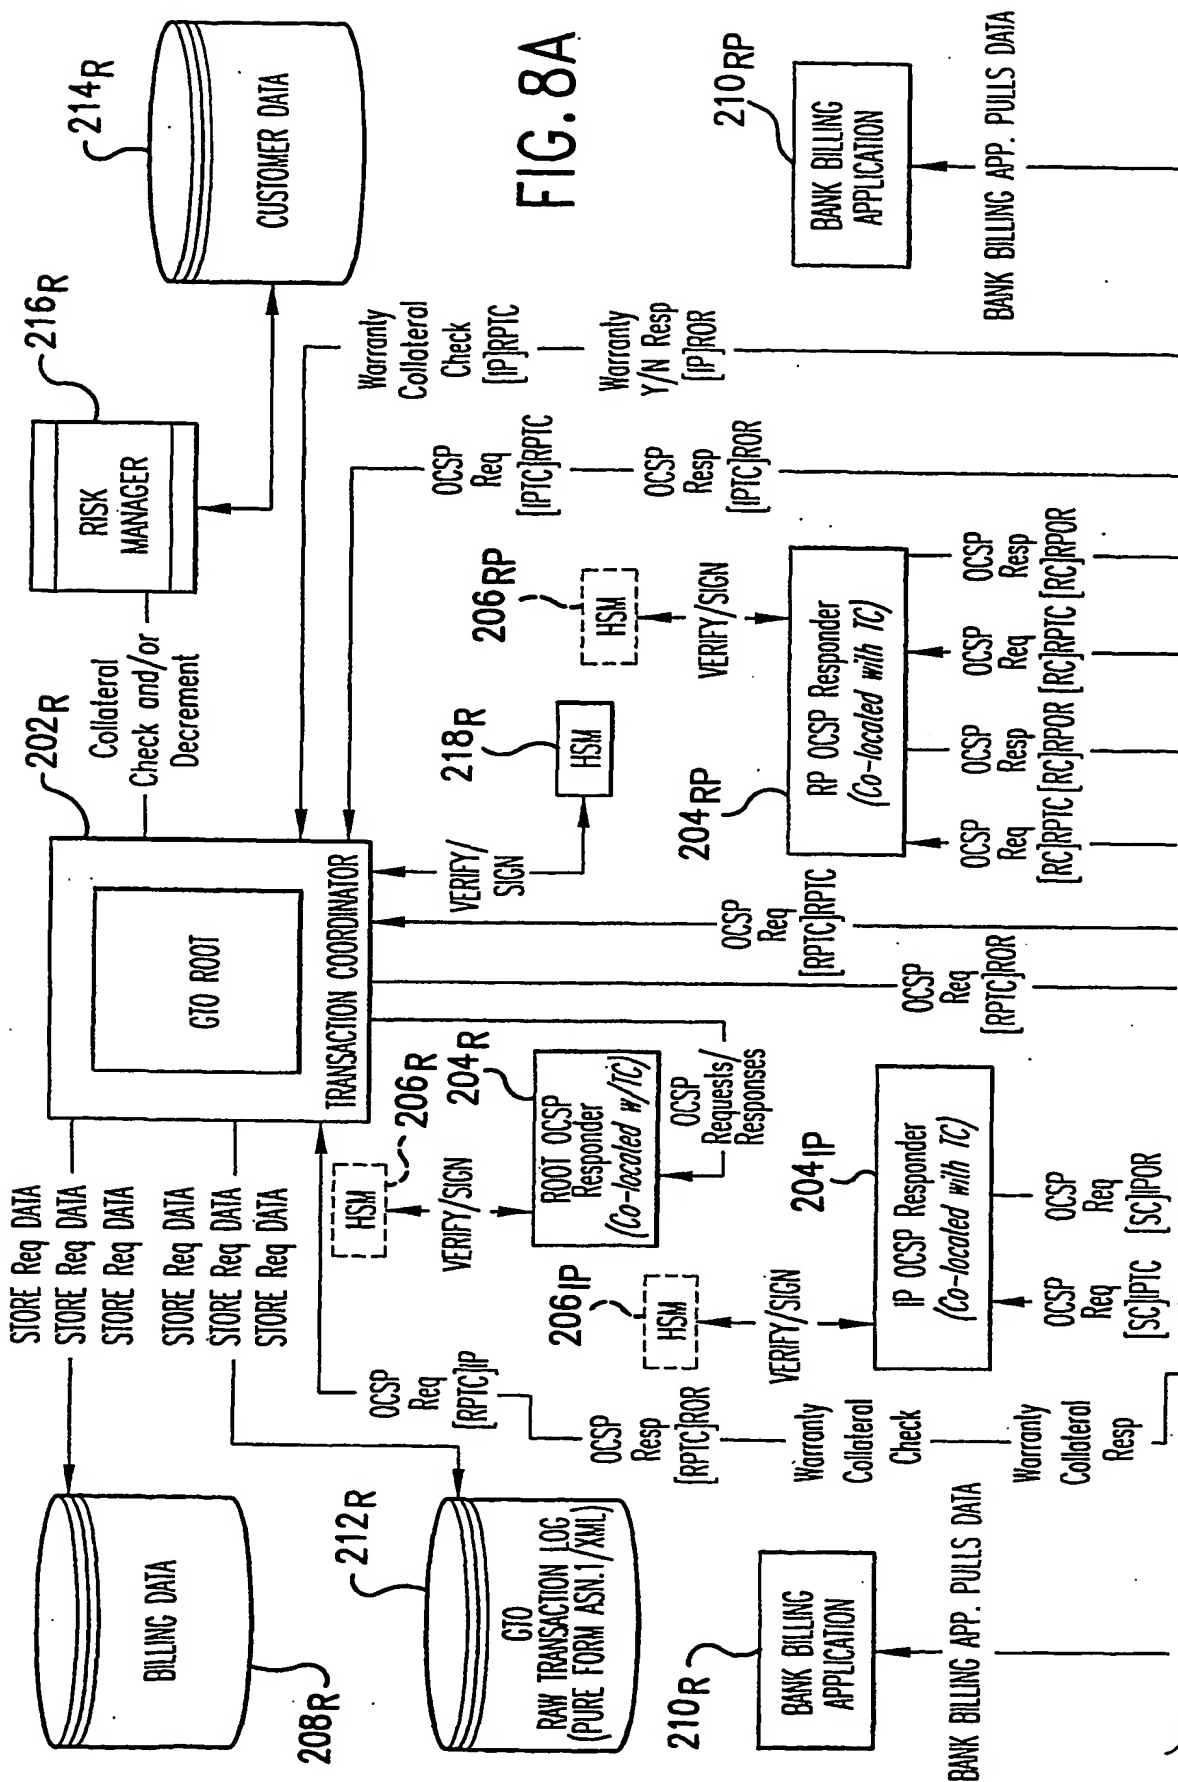 FIG. 8A
STORE Req DATA
STORE Req DATA
STORE Req DATA
STORE Req DATA
STORE Req DATA
STORE Req DATA
BILLING DATA
208R
GTO
RAW TRANSACTION LOG
(PURE FORM ASN.1/XML)
212R
GTO ROOT
TRANSACTION COORDINATOR
202R
Collateral
Check and/or
Decrement
RISK
MANAGER
216R
CUSTOMER DATA
214R
HSM
206R
VERIFY/SIGN
ROOT OCSP
Responder
(Co-located w/TC)
204R
OCSP
Requests/
Responses
VERIFY/
SIGN
HSM
218R
OCSP
Req
[RPTC]IP
OCSP
Resp
[RPTC]ROR
Warranty
Collateral
Check
Warranty
Collateral
Resp
OCSP
Req
[RPTC]RPTC
OCSP
Req
[RPTC]ROR
OCSP
Req
[IPTC]RPTC
OCSP
Resp
[IPTC]ROR
Warranty
Collateral
Check
[IP]RPTC
Warranty
Y/N Resp
[IP]ROR
HSM
206IP
VERIFY/SIGN
IP OCSP Responder
(Co-located with TC)
204IP
OCSP
Req
[SC]IPTC
OCSP
Req
[SC]IPOR
HSM
206RP
VERIFY/SIGN
RP OCSP Responder
(Co-located with TC)
204RP
OCSP
Req
[RC]RPTC
OCSP
Resp
[RC]RPOR
OCSP
Req
[RC]RPTC
OCSP
Resp
[RC]RPOR
BANK BILLING
APPLICATION
210R
BANK BILLING APP. PULLS DATA
BANK BILLING
APPLICATION
210RP
BANK BILLING APP. PULLS DATA